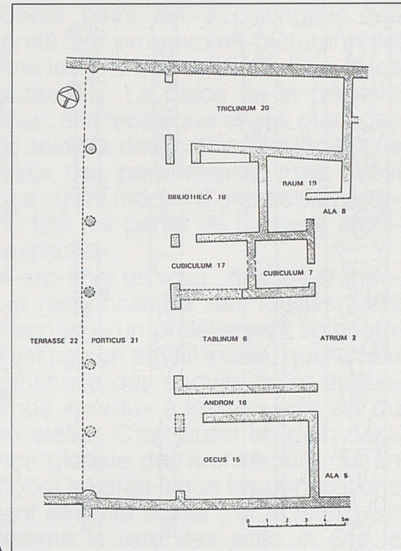 TRICLINIUM 20
RAUM 19
BIBLIOTHECA 18
ALA 8
CUBICULUM 17
CUBICULUM 7
TERRASSE 22 PORTICUS 21 TABLINUM 6 ATRIUM 2
ANDRON 16
OECUS 15
ALA 5
0 1 2 3 4 5m